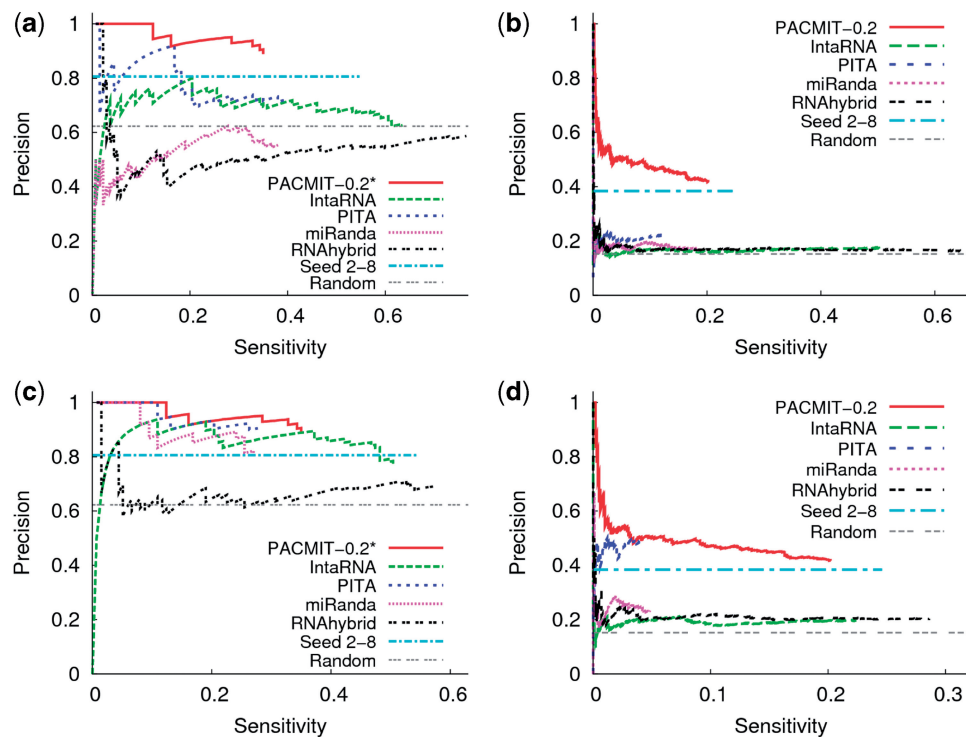 (a)
1
0.8
0.6
0.4
0.2
0
Precision
PACMIT-0.2*
IntaRNA
PITA
miRanda
RNAhybrid
Seed 2-8
Random
0 0.2 0.4 0.6
Sensitivity
(b)
1
0.8
0.6
0.4
0.2
0
Precision
PACMIT-0.2
IntaRNA
PITA
miRanda
RNAhybrid
Seed 2-8
Random
0 0.2 0.4 0.6
Sensitivity
(c)
1
0.8
0.6
0.4
0.2
0
Precision
PACMIT-0.2*
IntaRNA
PITA
miRanda
RNAhybrid
Seed 2-8
Random
0 0.2 0.4 0.6
Sensitivity
(d)
1
0.8
0.6
0.4
0.2
0
Precision
PACMIT-0.2
IntaRNA
PITA
miRanda
RNAhybrid
Seed 2-8
Random
0 0.1 0.2 0.3
Sensitivity